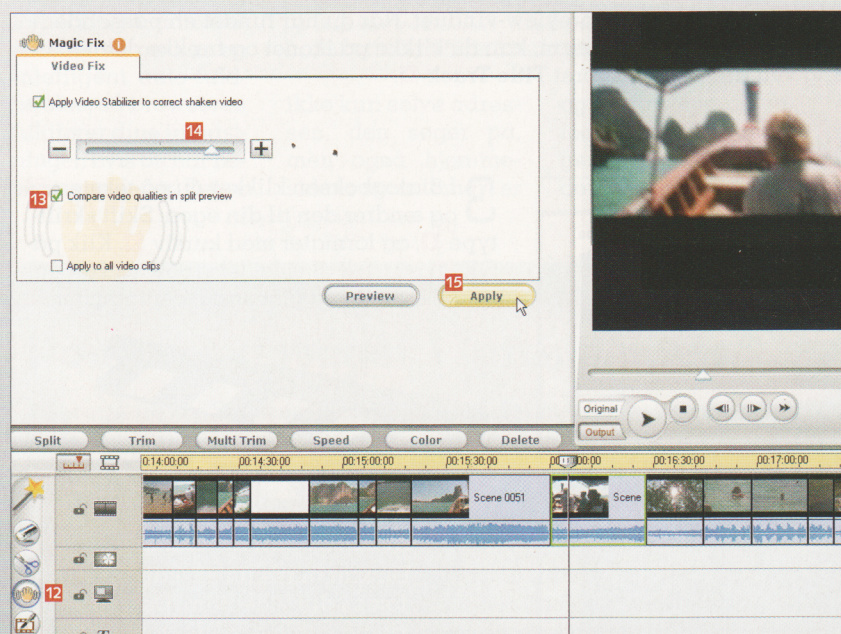 Magic Fix i
Video Fix
Apply Video Stabilizer to correct shaken video
14
13 Compare video qualities in split preview
Apply to all video clips
15
Preview Apply
Original
Output
Split Trim Multi Trim Speed Color Delete
0:14:00:00 00:14:30:00 00:15:00:00 00:15:30:00 00:16:30:00 00:17:00:00
Scene 0051 Scene
12
T